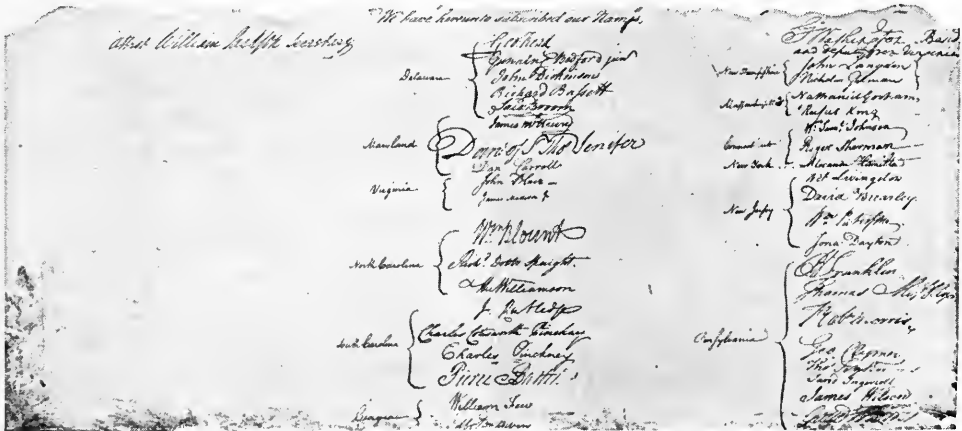 We have hereunto subscribed our Names,
Attest William Jackson Secretary
Delaware
Geo: Read
Gunning Bedford jun
John Dickinson
Richard Bassett
Jaco: Broom
Maryland
James McHenry
Dan of St Thos Jenifer
Danl Carroll
Virginia
John Blair —
James Madison Jr
North Carolina
Wm Blount
Richd Dobbs Spaight.
Hu Williamson
South Carolina
J. Rutledge
Charles Cotesworth Pinckney
Charles Pinckney
Pierce Butler.
Georgia
William Few
Abr Baldwin
Go Washington Presidt
and deputy from Virginia
New Hampshire
John Langdon
Nicholas Gilman
Massachusetts
Nathaniel Gorham
Rufus King
Connecticut
Wm Saml Johnson
Roger Sherman
New York . . .
Alexander Hamilton
New Jersey
Wil: Livingston
David Brearley.
Wm Paterson
Jona: Dayton
Pensylvania
B Franklin
Thomas Mifflin
Robt Morris
Geo. Clymer
Thos FitzSimons
Jared Ingersoll
James Wilson
Gouv Morris